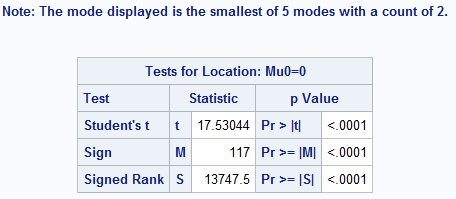 Note: The mode displayed is the smallest of 5 modes with a count of 2.
Tests for Location: Mu0=0
Test Statistic p Value
Student's t t 17.53044 Pr > |t| <.0001
Sign M 117 Pr >= |M| <.0001
Signed Rank S 13747.5 Pr >= |S| <.0001